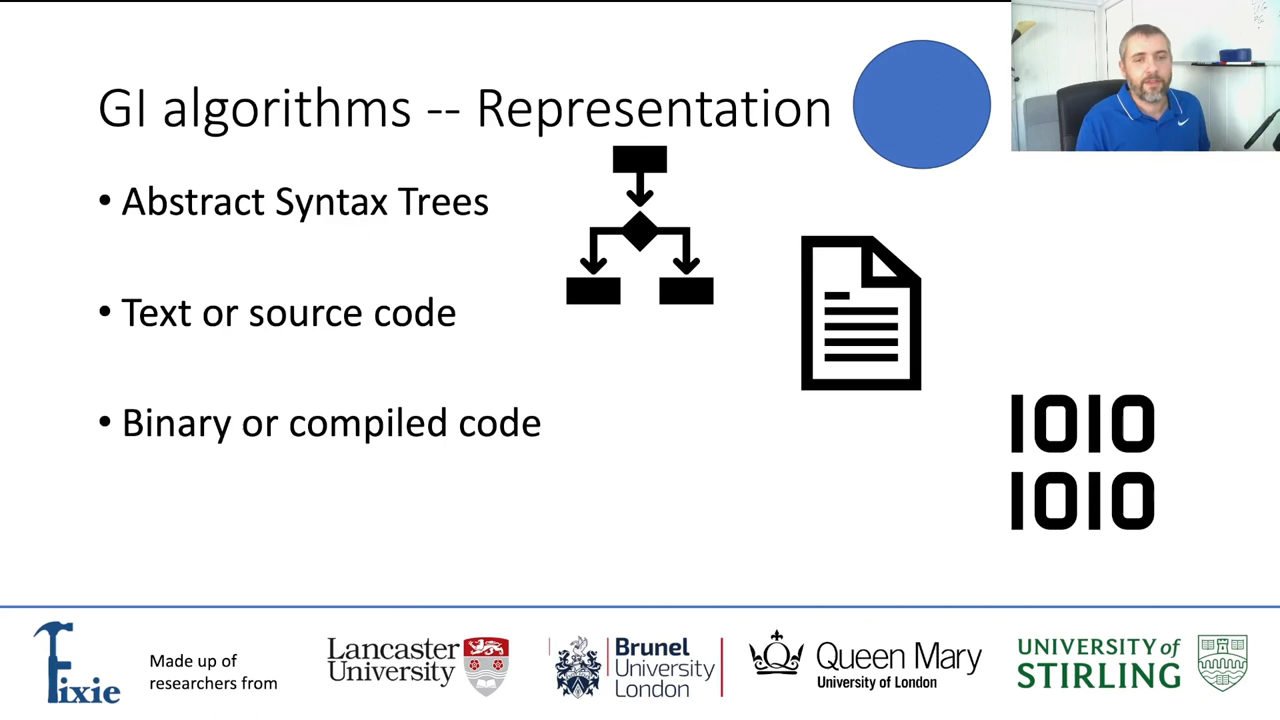 GI algorithms -- Representation
• Abstract Syntax Trees
• Text or source code
• Binary or compiled code
1010
1010
Fixie
Made up of
researchers from
Lancaster
University
Brunel
University
London
Queen Mary
University of London
UNIVERSITY of
STIRLING